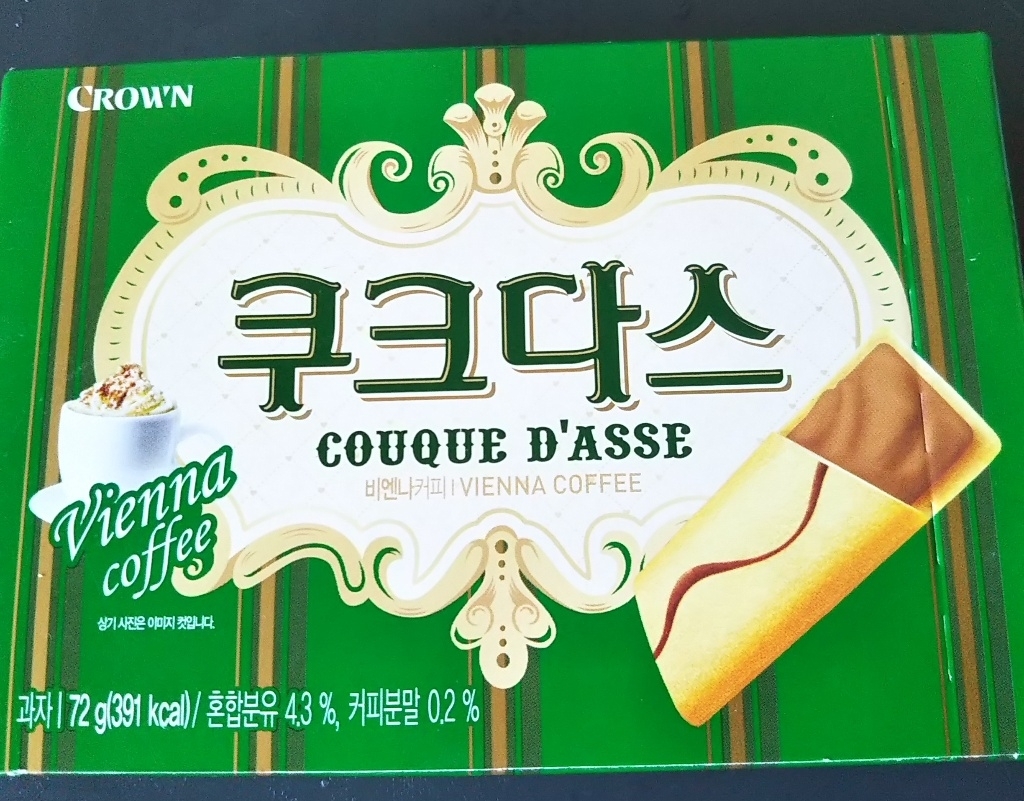 CROWN
쿠크다스
COUQUE D'ASSE
비엔나커피 | VIENNA COFFEE
Vienna
coffee
상기 사진은 이미지 컷입니다.
과자 | 72 g(391 kcal)/ 혼합분유 4.3 %, 커피분말 0.2 %